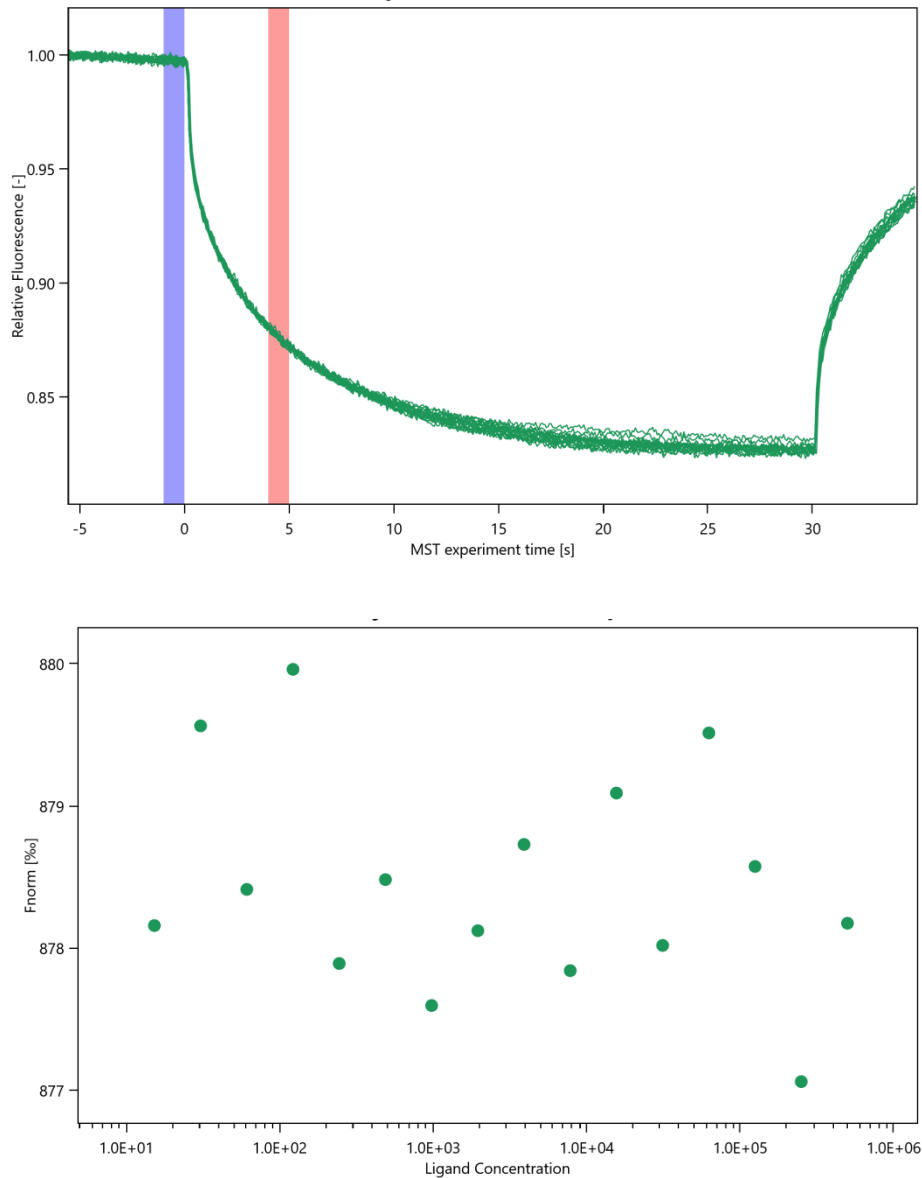 1.00
0.95
0.90
0.85
Relative Fluorescence [-]
-5 0 5 10 15 20 25 30
MST experiment time [s]
880
879
878
877
Fnorm [‰]
1.0E+01 1.0E+02 1.0E+03 1.0E+04 1.0E+05 1.0E+06
Ligand Concentration